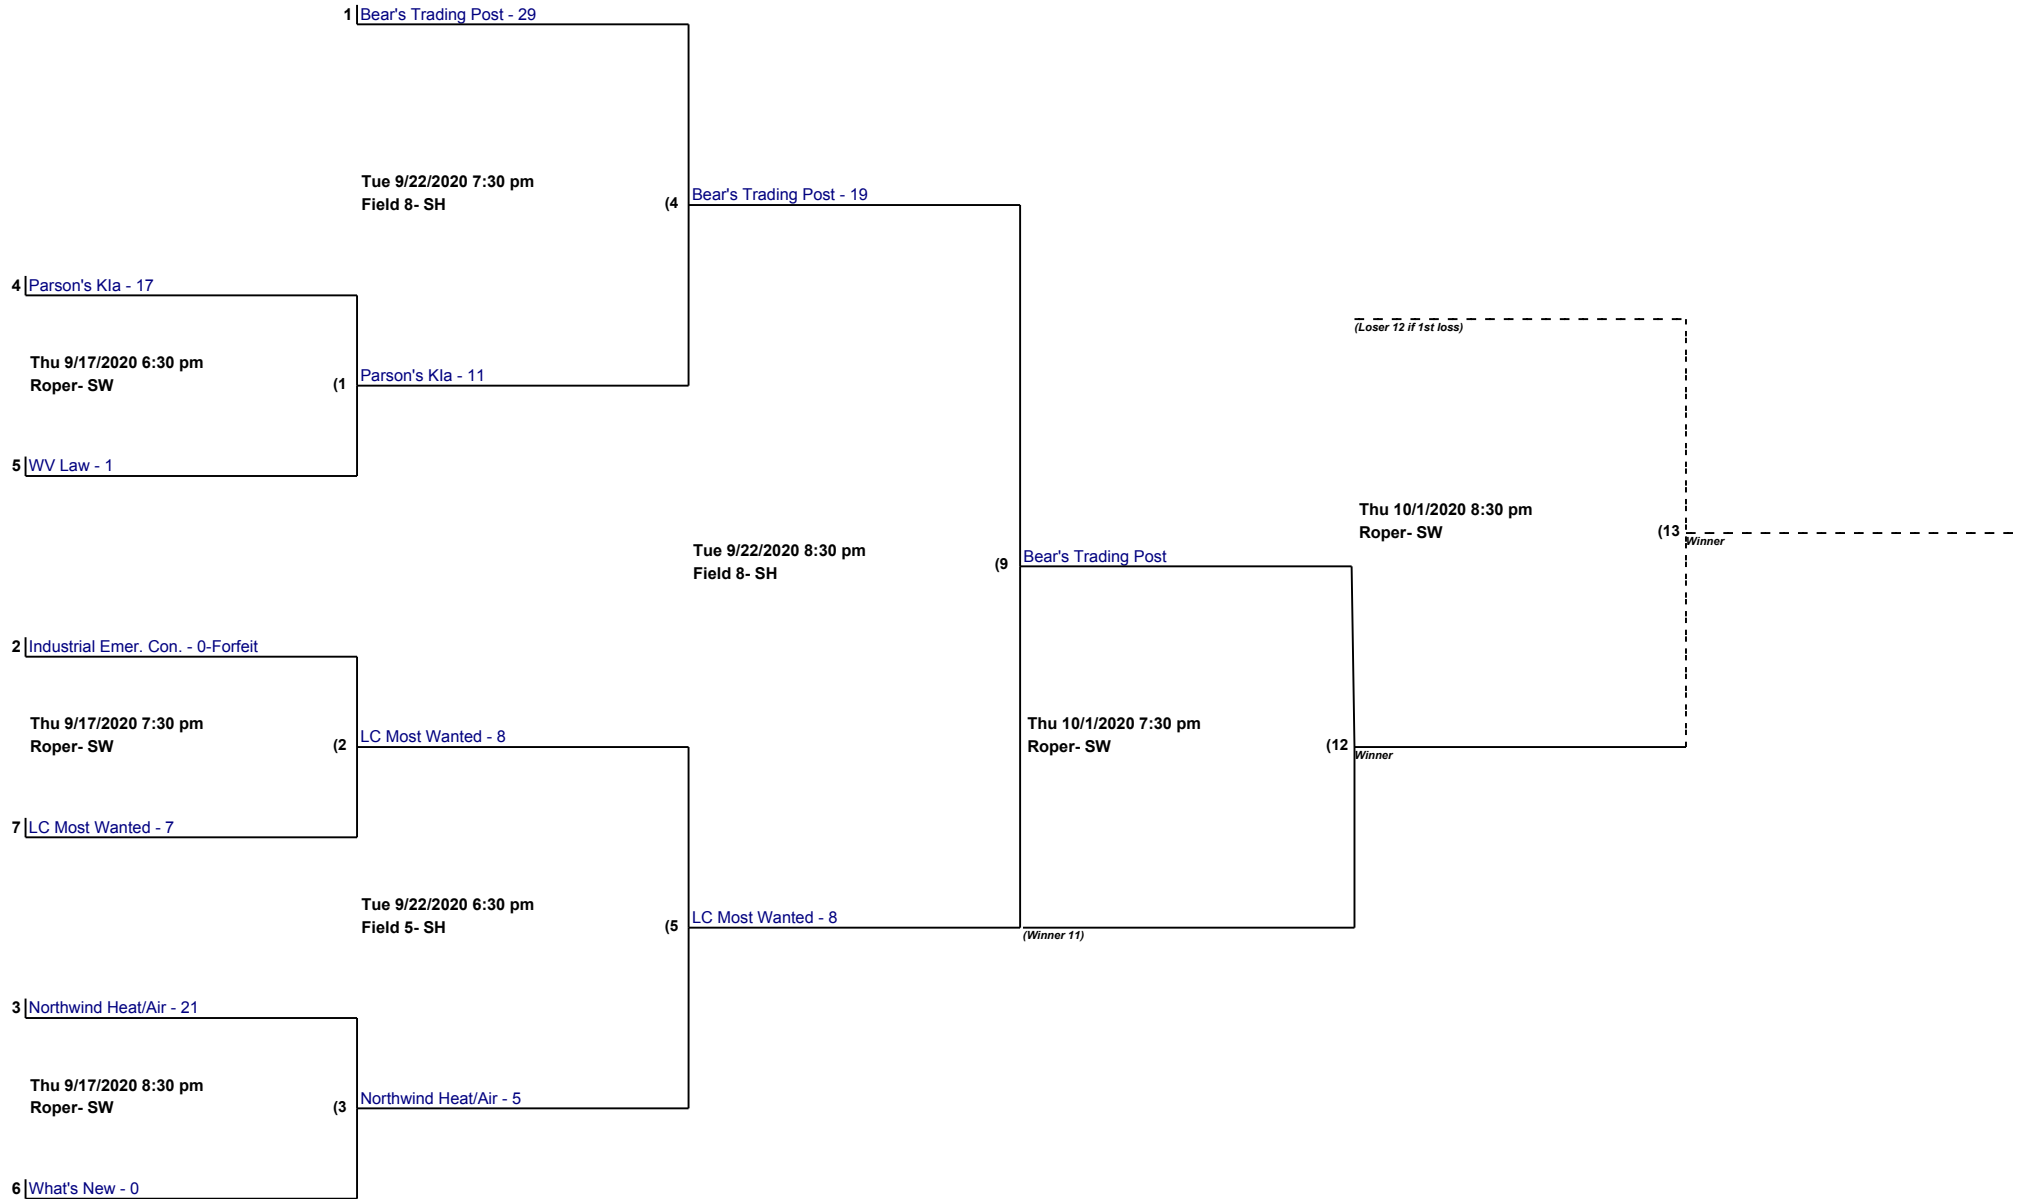 1 Bear's Trading Post - 29
Tue 9/22/2020 7:30 pm
Field 8- SH
(4
Bear's Trading Post - 19
4 Parson's KIa - 17
(Loser 12 if 1st loss)
Thu 9/17/2020 6:30 pm
Roper- SW
(1
Parson's KIa - 11
5 WV Law - 1
Thu 10/1/2020 8:30 pm
Roper- SW
(13
Winner
Tue 9/22/2020 8:30 pm
Field 8- SH
(9
Bear's Trading Post
2 Industrial Emer. Con. - 0-Forfeit
Thu 9/17/2020 7:30 pm
Roper- SW
(2
LC Most Wanted - 8
Thu 10/1/2020 7:30 pm
Roper- SW
(12
Winner
7 LC Most Wanted - 7
Tue 9/22/2020 6:30 pm
Field 5- SH
(5
LC Most Wanted - 8
(Winner 11)
3 Northwind Heat/Air - 21
Thu 9/17/2020 8:30 pm
Roper- SW
(3
Northwind Heat/Air - 5
6 What's New - 0